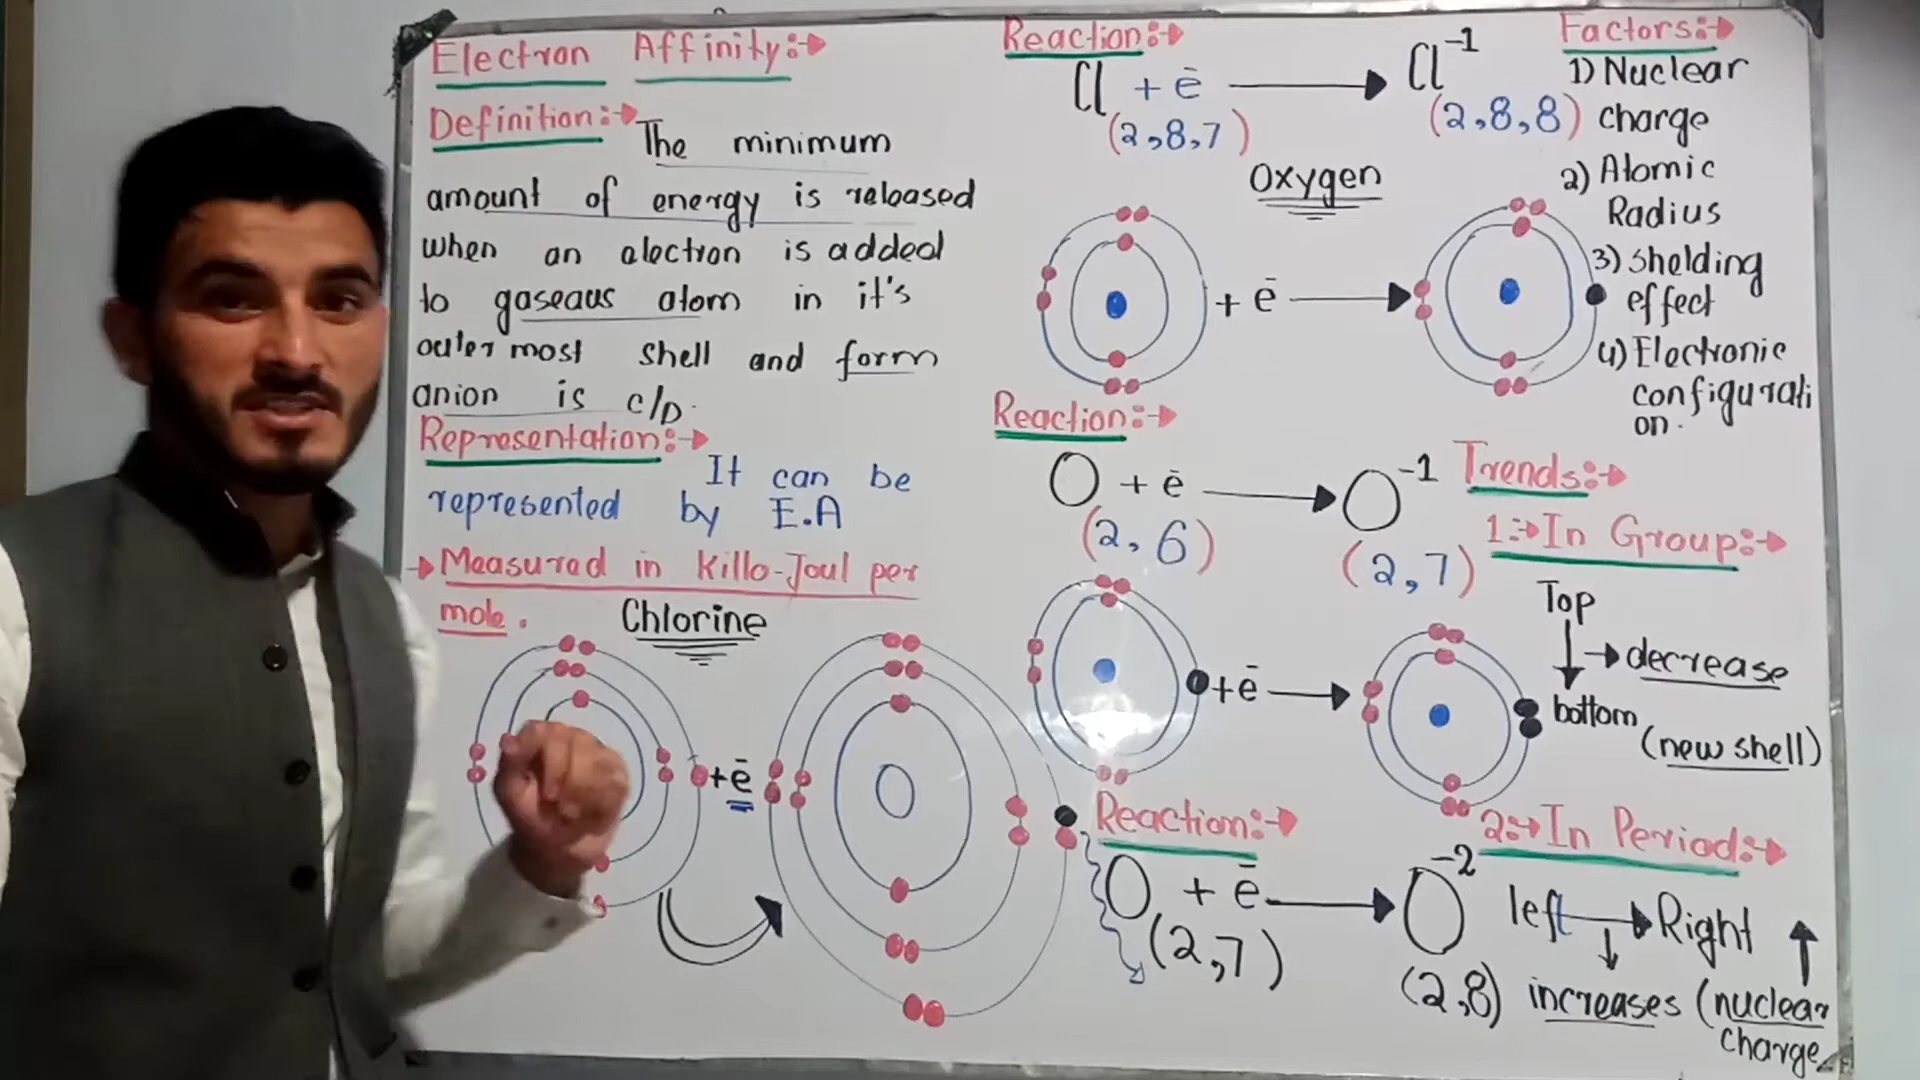 Electron Affinity:→
Definition:→ The minimum
amount of energy is reloased
when an aloctron is added
to gaseaus atom in it's
outer most shell and form
anion is c/D.
Representation:→
It can be
represented by E.A
→ Measurad in Killo-Joul per
mole.
Chlorine
+ē
Reaction:→
Cl + ē → Cl⁻¹
(2,8,7) (2,8,8)
Oxygen
+ ē →
Reaction:→
O + ē → O⁻¹
(2,6) (2,7)
+ē →
Reaction:→
O + ē → O⁻²
(2,7) (2,8)
Factors:→
1) Nuclear
charge
2) Atomic
Radius
3) shelding
effect
4) Electronic
configurati
on.
Trends:→
1:→ In Group:→
Top
→ decrease
bottom
(new shell)
2:→ In Period:→
left → Right ↑
↓
increases (nuclear
charge